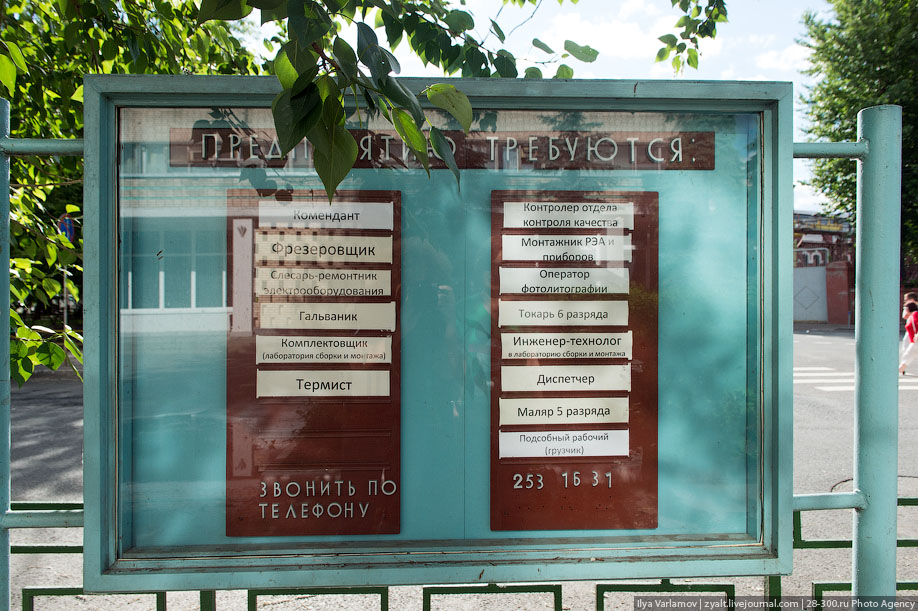 ПРЕДПРИЯТИЮ ТРЕБУЮТСЯ:
Комендант
Фрезеровщик
Слесарь-ремонтник
электрооборудования
Гальваник
Комплектовщик
(лаборатория сборки и монтажа)
Термист
ЗВОНИТЬ ПО
ТЕЛЕФОНУ
Контролер отдела
контроля качества
Монтажник РЭА и
приборов
Оператор
фотолитографии
Токарь 6 разряда
Инженер-технолог
в лабораторию сборки и монтажа
Диспетчер
Маляр 5 разряда
Подсобный рабочий
(грузчик)
253 16 31
Ilya Varlamov | zyalt.livejournal.com | 28-300.ru Photo Agency